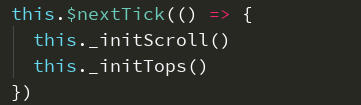 this.$nextTick(() => {
  this._initScroll()
  this._initTops()
})